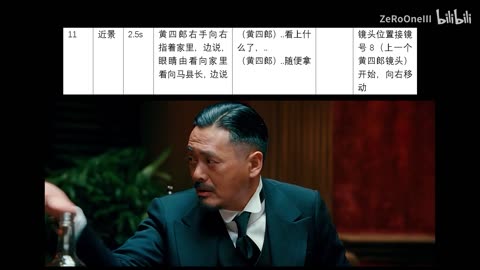 ZeRoOneIII bilibili
11 近景 2.5s 黄四郎右手向右 (黄四郎)..看上什 镜头位置接镜
指着家里，边说， 么了，.. 号 8（上一个
眼睛由看向家里 (黄四郎)..随便拿 黄四郎镜头）
看向马县长，边说 开始，向右移
动